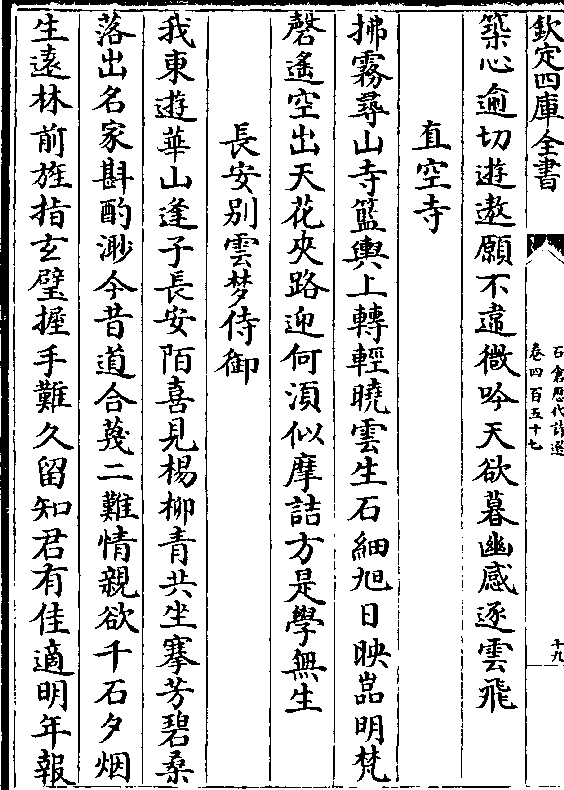 欽定四庫全書
石倉歷代詩選
卷四百五十七
十九
築心逾切遊遨願不違微吟天欲暮幽感逐雲飛
直空寺
拂霧尋山寺籃輿上轉輕曉雲生石細旭日映嵓明梵
磬遙空出天花夾路迎何須似摩詰方是學無生
長安別雲梦侍御
我東遊華山逢子長安陌喜見楊柳青共坐搴芳碧桑
落出名家斟酌渺今昔道合蔑二難情親欲千石夕烟
生遠林前旌指玄璧握手難久留知君有佳適明年報